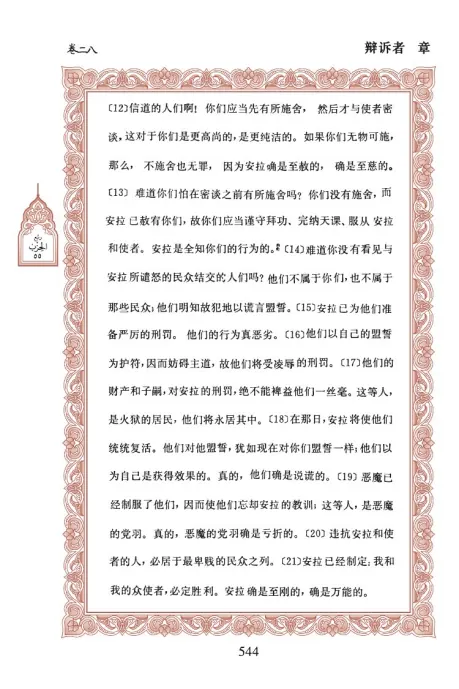 卷二八
辩诉者 章
(12)信道的人们啊! 你们应当先有所施舍, 然后才与使者密
谈,这对于你们是更高尚的,是更纯洁的。如果你们无物可施,
那么, 不施舍也无罪, 因为安拉确是至赦的, 确是至慈的。
(13) 难道你们怕在密谈之前有所施舍吗? 你们没有施舍,而
安拉已赦宥你们,故你们应当谨守拜功、完纳天课、服从安拉
和使者。安拉是全知你们的行为的。(14)难道你没有看见与
安拉所谴怒的民众结交的人们吗?他们不属于你们,也不属于
那些民众;他们明知故犯地以谎言盟誓。(15)安拉已为他们准
备严厉的刑罚。 他们的行为真恶劣。(16)他们以自己的盟誓
为护符,因而妨碍主道,故他们将受凌辱的刑罚。(17)他们的
财产和子嗣,对安拉的刑罚,绝不能裨益他们一丝毫。这等人,
是火狱的居民,他们将永居其中。(18)在那日,安拉将使他们
统统复活。他们对他盟誓,犹如现在对你们盟誓一样;他们以
为自己是获得效果的。真的,他们确是说谎的。(19) 恶魔已
经制服了他们,因而使他们忘却安拉的教训;这等人,是恶魔
的党羽。真的,恶魔的党羽确是亏折的。(20) 违抗安拉和使
者的人,必居于最卑贱的民众之列。(21)安拉已经制定:我和
我的众使者,必定胜利。安拉确是至刚的,确是万能的。
ربع
الحزب
٥٥
544